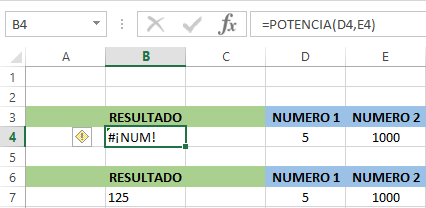 B4 fx =POTENCIA(D4,E4)
A B C D E
1
2
3 RESULTADO NUMERO 1 NUMERO 2
4 #¡NUM! 5 1000
5
6 RESULTADO NUMERO 1 NUMERO 2
7 125 5 1000